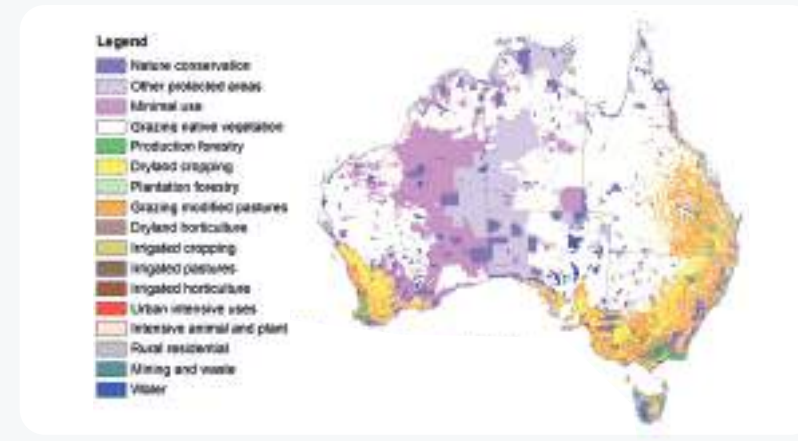 Legend
Nature conservation
Other protected areas
Minimal use
Grazing native vegetation
Production forestry
Dryland cropping
Plantation forestry
Grazing modified pastures
Dryland horticulture
Irrigated cropping
Irrigated pastures
Irrigated horticulture
Urban intensive uses
Intensive animal and plant
Rural residential
Mining and waste
Water